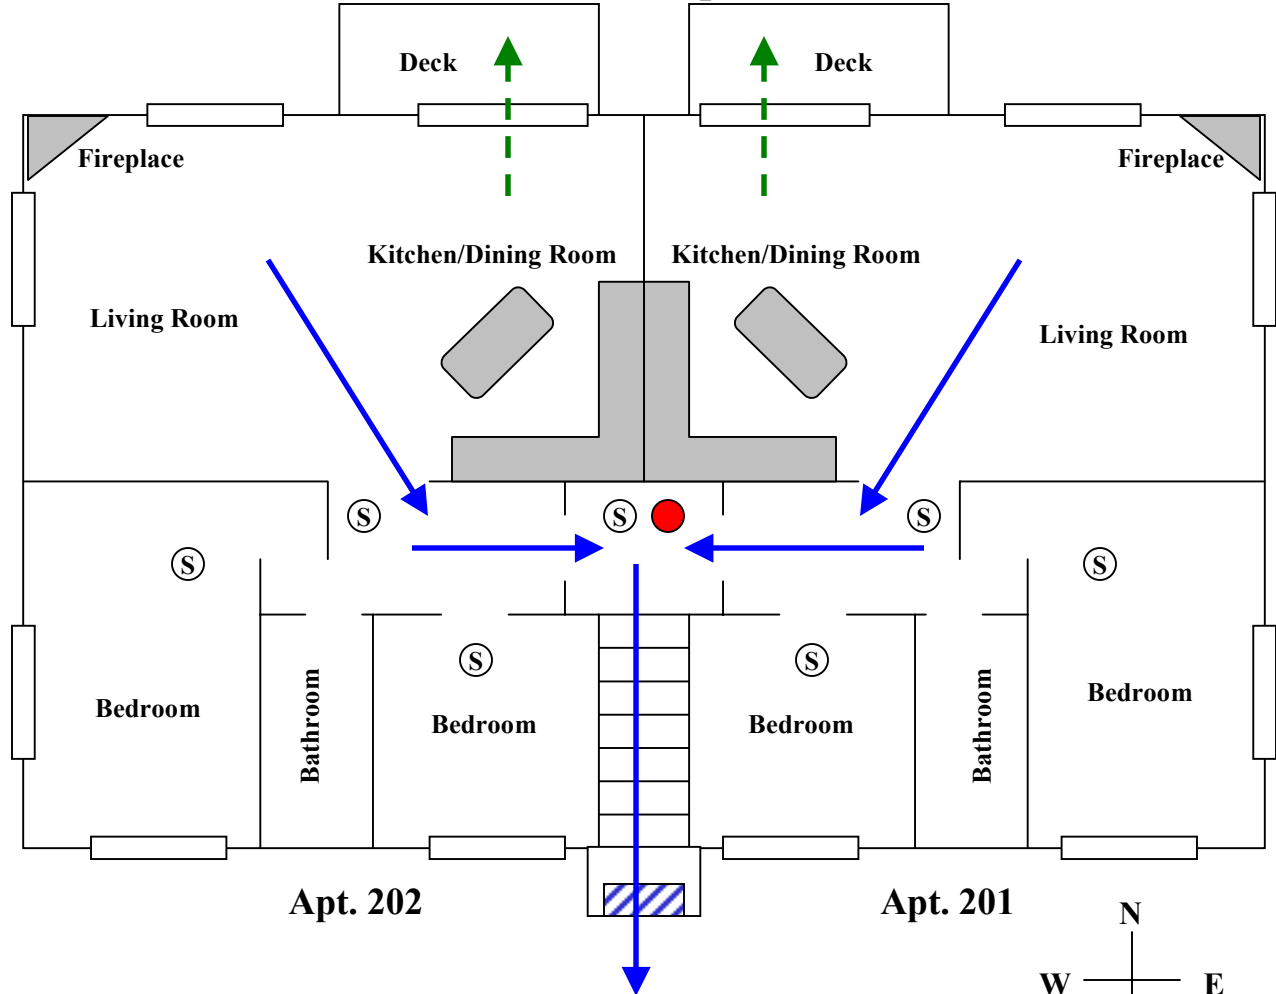 Deck
Deck
Fireplace
Fireplace
Kitchen/Dining Room
Kitchen/Dining Room
Living Room
Living Room
S
S
S
S
S
S
S
Bedroom
Bathroom
Bedroom
Bedroom
Bathroom
Bedroom
Apt. 202
Apt. 201
N
W
E